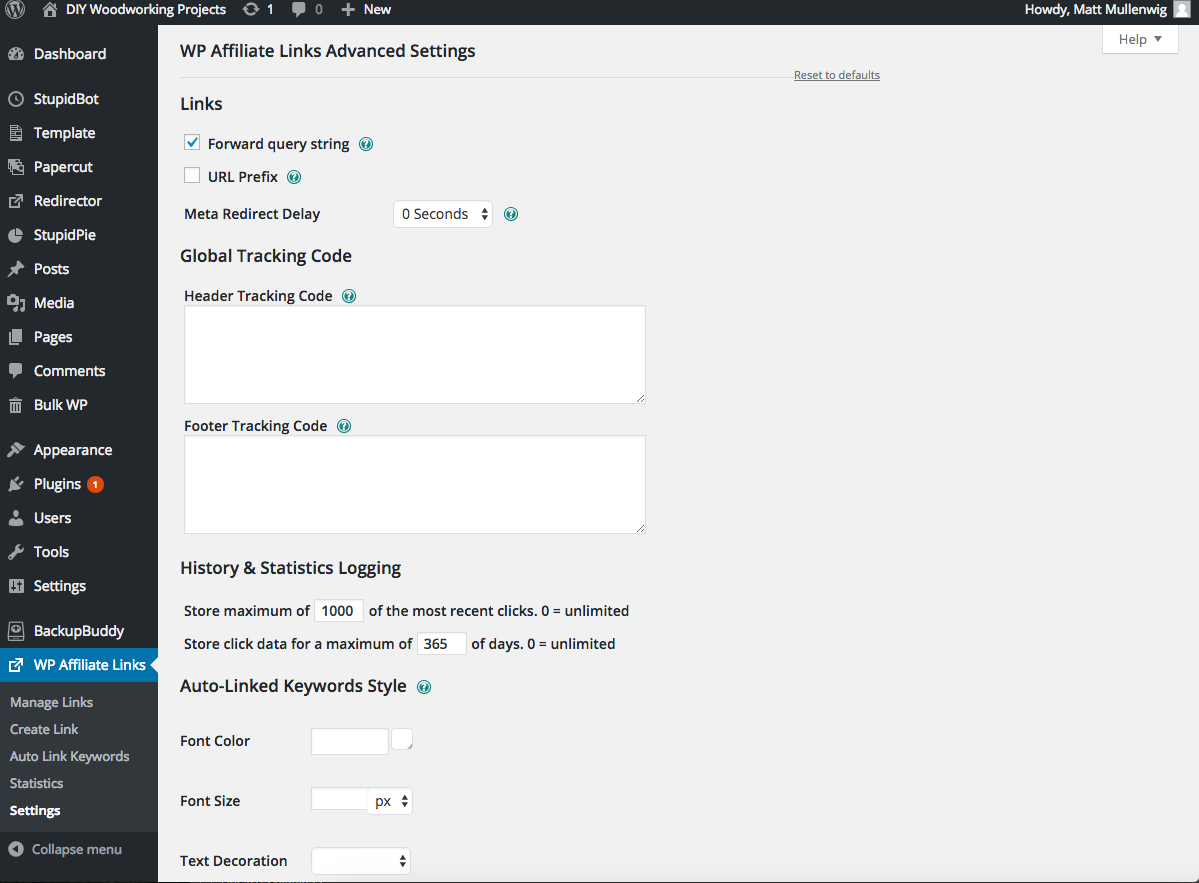 DIY Woodworking Projects 1 0 New Howdy, Matt Mullenwig
Help
Dashboard
StupidBot
Template
Papercut
Redirector
StupidPie
Posts
Media
Pages
Comments
Bulk WP
Appearance
Plugins 1
Users
Tools
Settings
BackupBuddy
WP Affiliate Links
Manage Links
Create Link
Auto Link Keywords
Statistics
Settings
Collapse menu
WP Affiliate Links Advanced Settings
Reset to defaults
Links
Forward query string ?
URL Prefix ?
Meta Redirect Delay 0 Seconds ?
Global Tracking Code
Header Tracking Code ?
Footer Tracking Code ?
History & Statistics Logging
Store maximum of 1000 of the most recent clicks. 0 = unlimited
Store click data for a maximum of 365 of days. 0 = unlimited
Auto-Linked Keywords Style ?
Font Color
Font Size px
Text Decoration